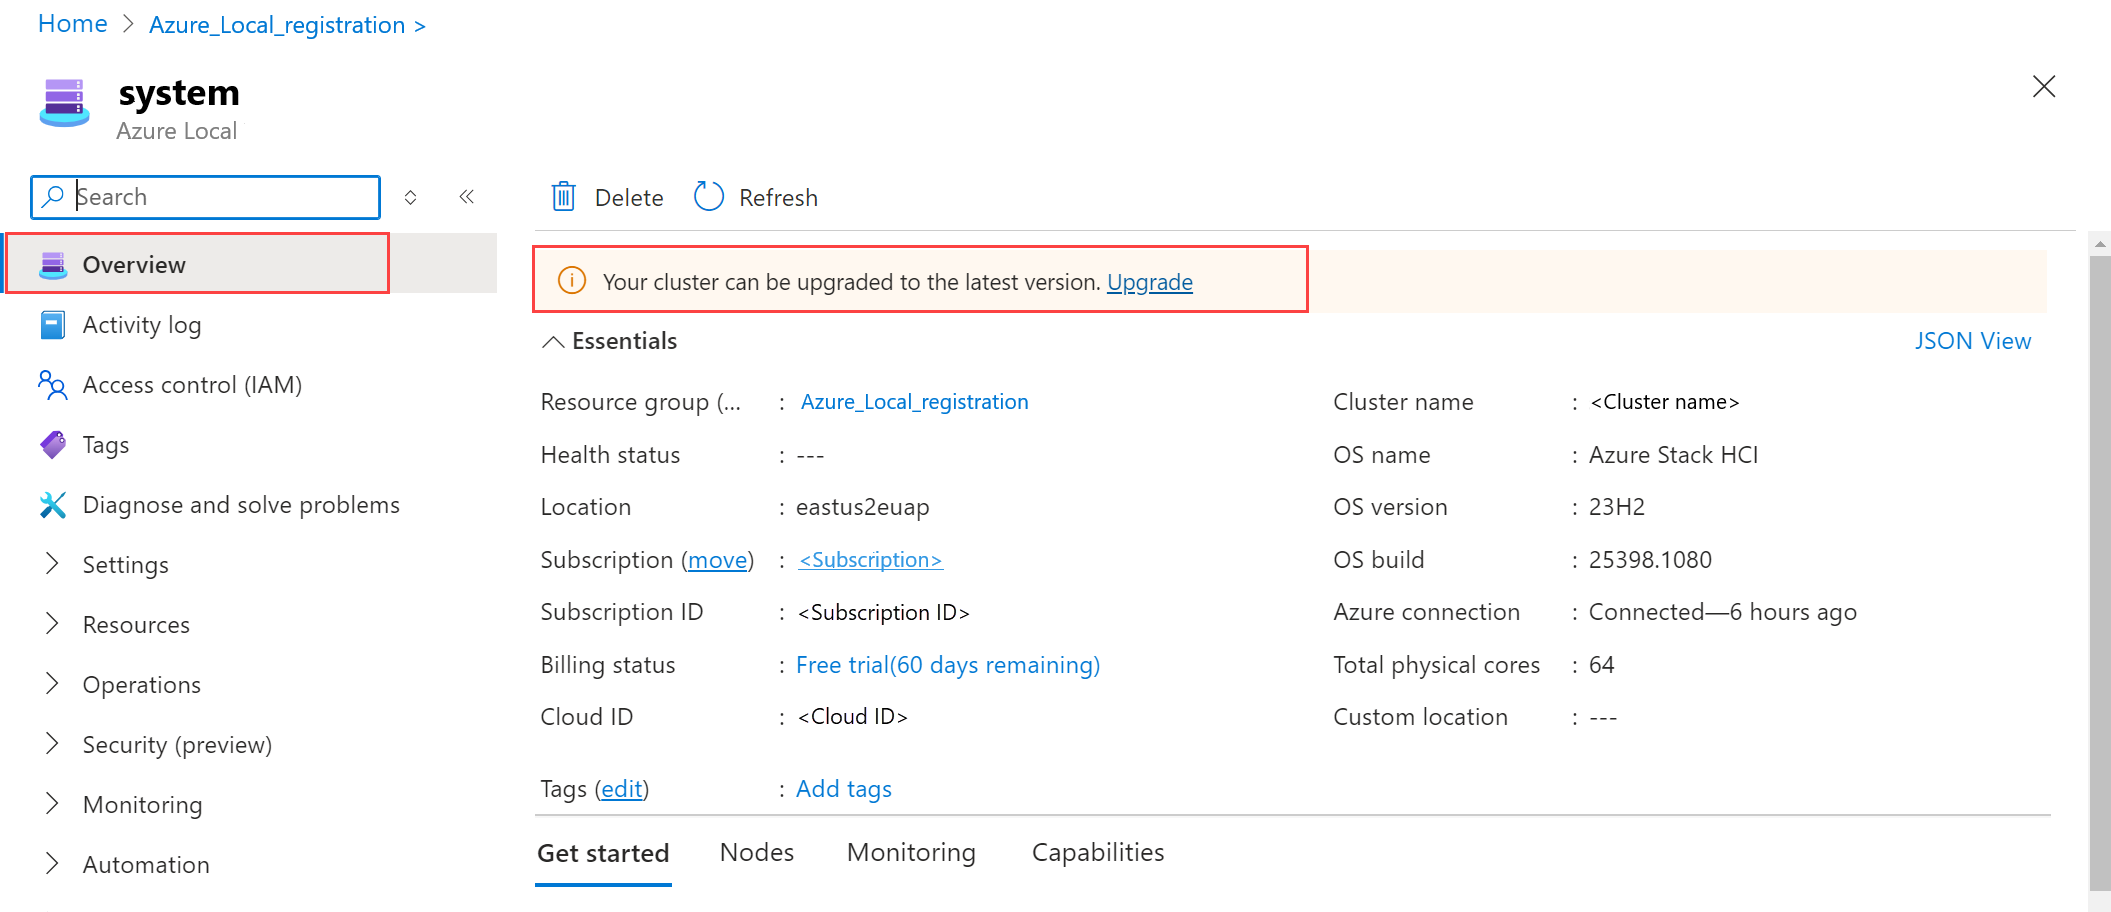 Home > Azure_Local_registration >
system
Azure Local
Search
Delete Refresh
Overview
Activity log
Access control (IAM)
Tags
Diagnose and solve problems
Settings
Resources
Operations
Security (preview)
Monitoring
Automation
Your cluster can be upgraded to the latest version. Upgrade
Essentials
JSON View
Resource group (... : Azure_Local_registration
Health status : ---
Location : eastus2euap
Subscription (move) : <Subscription>
Subscription ID : <Subscription ID>
Billing status : Free trial(60 days remaining)
Cloud ID : <Cloud ID>
Cluster name : <Cluster name>
OS name : Azure Stack HCI
OS version : 23H2
OS build : 25398.1080
Azure connection : Connected—6 hours ago
Total physical cores : 64
Custom location : ---
Tags (edit) : Add tags
Get started Nodes Monitoring Capabilities